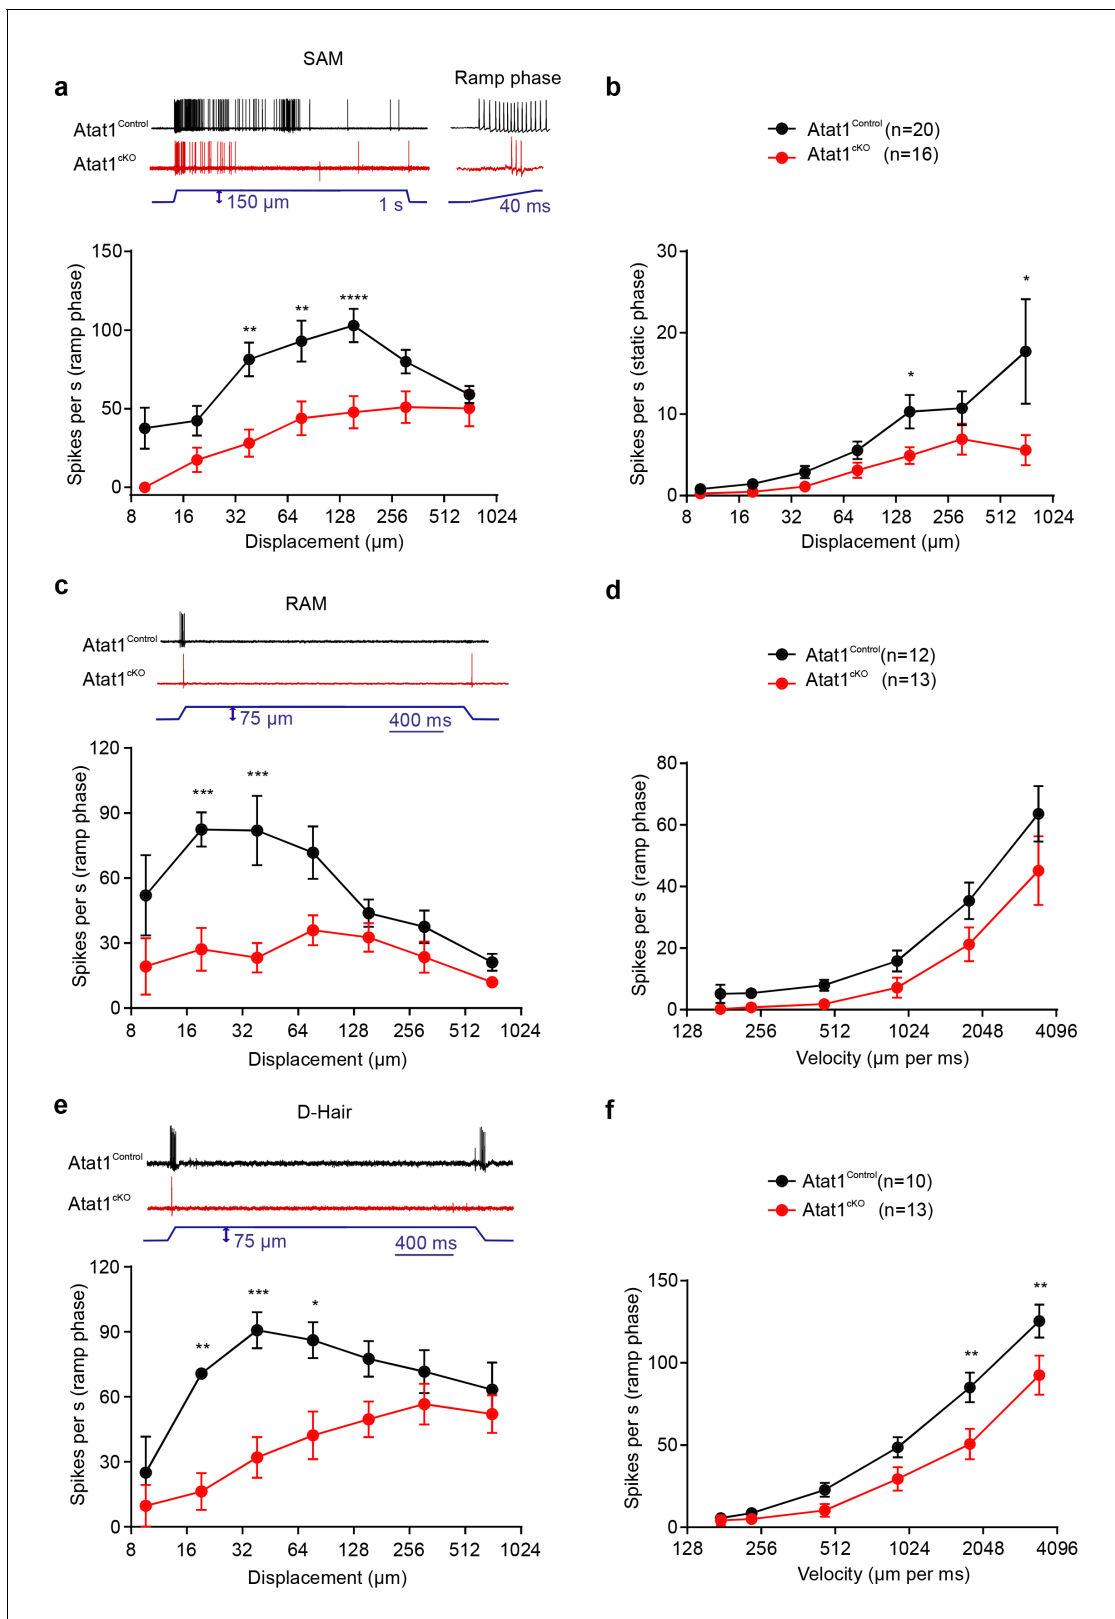 a
SAM
Ramp phase
Atat1Control
Atat1cKO
150 µm
1 s
40 ms
Spikes per s (ramp phase)
150
100
50
0
** ** ****
8 16 32 64 128 256 512 1024
Displacement (µm)
b
Atat1Control (n=20)
Atat1cKO (n=16)
Spikes per s (static phase)
30
20
10
0
* *
8 16 32 64 128 256 512 1024
Displacement (µm)
c
RAM
Atat1Control
Atat1cKO
75 µm
400 ms
Spikes per s (ramp phase)
120
90
60
30
0
*** ***
8 16 32 64 128 256 512 1024
Displacement (µm)
d
Atat1Control (n=12)
Atat1cKO (n=13)
Spikes per s (ramp phase)
80
60
40
20
0
128 256 512 1024 2048 4096
Velocity (µm per ms)
e
D-Hair
Atat1Control
Atat1cKO
75 µm
400 ms
Spikes per s (ramp phase)
120
90
60
30
0
** *** *
8 16 32 64 128 256 512 1024
Displacement (µm)
f
Atat1Control (n=10)
Atat1cKO (n=13)
Spikes per s (ramp phase)
150
100
50
0
** **
128 256 512 1024 2048 4096
Velocity (µm per ms)